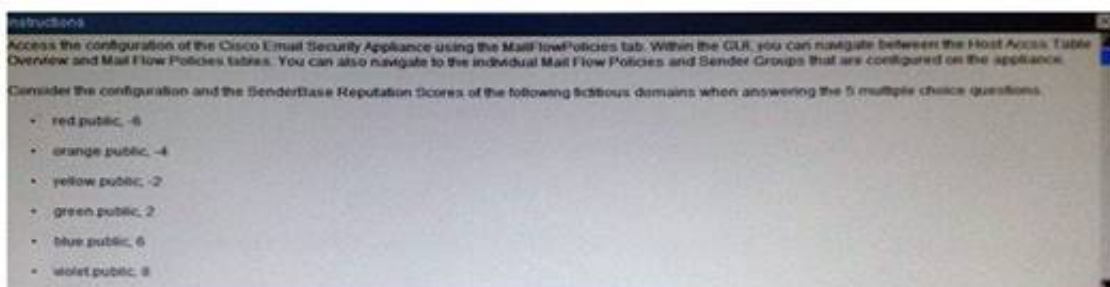 Instructions
Access the configuration of the Cisco Email Security Appliance using the MailFlowPolicies tab. Within the GUI, you can navigate between the Host Access Table
Overview and Mail Flow Policies tables. You can also navigate to the individual Mail Flow Policies and Sender Groups that are configured on the appliance.
Consider the configuration and the SenderBase Reputation Scores of the following fictitious domains when answering the 5 multiple choice questions.
• red.public, -6
• orange.public, -4
• yellow.public, -2
• green.public, 2
• blue.public, 6
• violet.public, 8